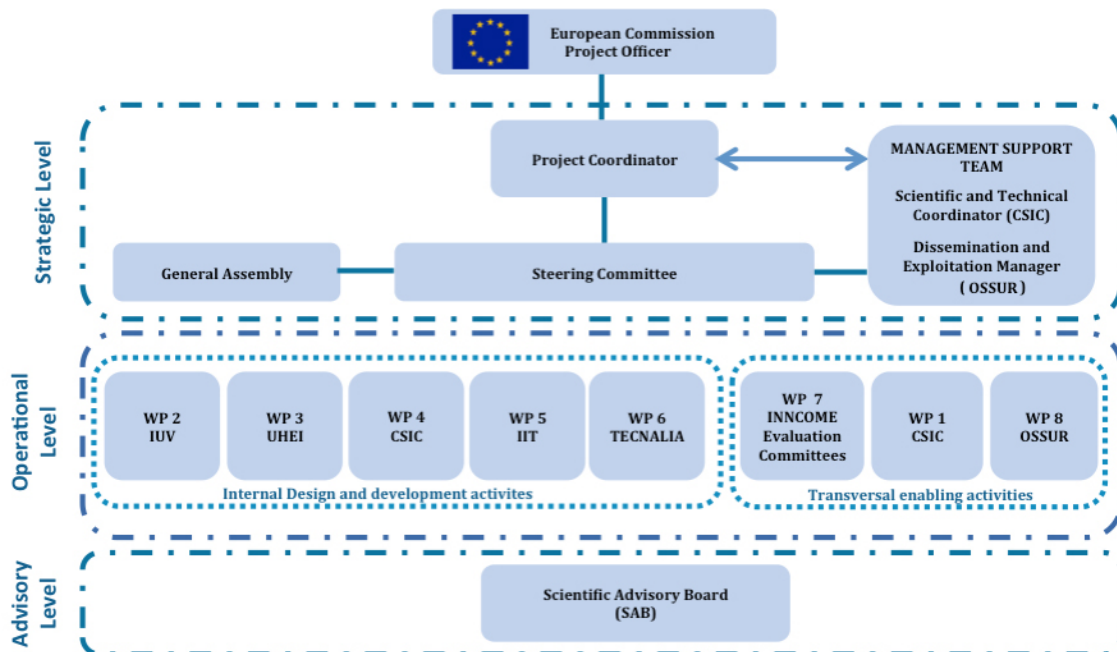 European Commission
Project Officer
Strategic Level
Project Coordinator
MANAGEMENT SUPPORT
TEAM
Scientific and Technical
Coordinator (CSIC)
Dissemination and
Exploitation Manager
( OSSUR )
General Assembly
Steering Committee
Operational
Level
WP 2
IUV
WP 3
UHEI
WP 4
CSIC
WP 5
IIT
WP 6
TECNALIA
Internal Design and development activites
WP 7
INNCOME
Evaluation
Committees
WP 1
CSIC
WP 8
OSSUR
Transversal enabling activities
Advisory
Level
Scientific Advisory Board
(SAB)